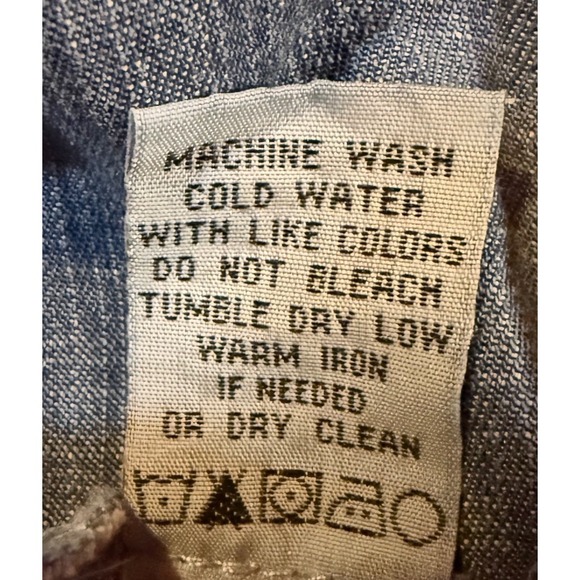 MACHINE WASH
COLD WATER
WITH LIKE COLORS
DO NOT BLEACH
TUMBLE DRY LOW
WARM IRON
IF NEEDED
OR DRY CLEAN